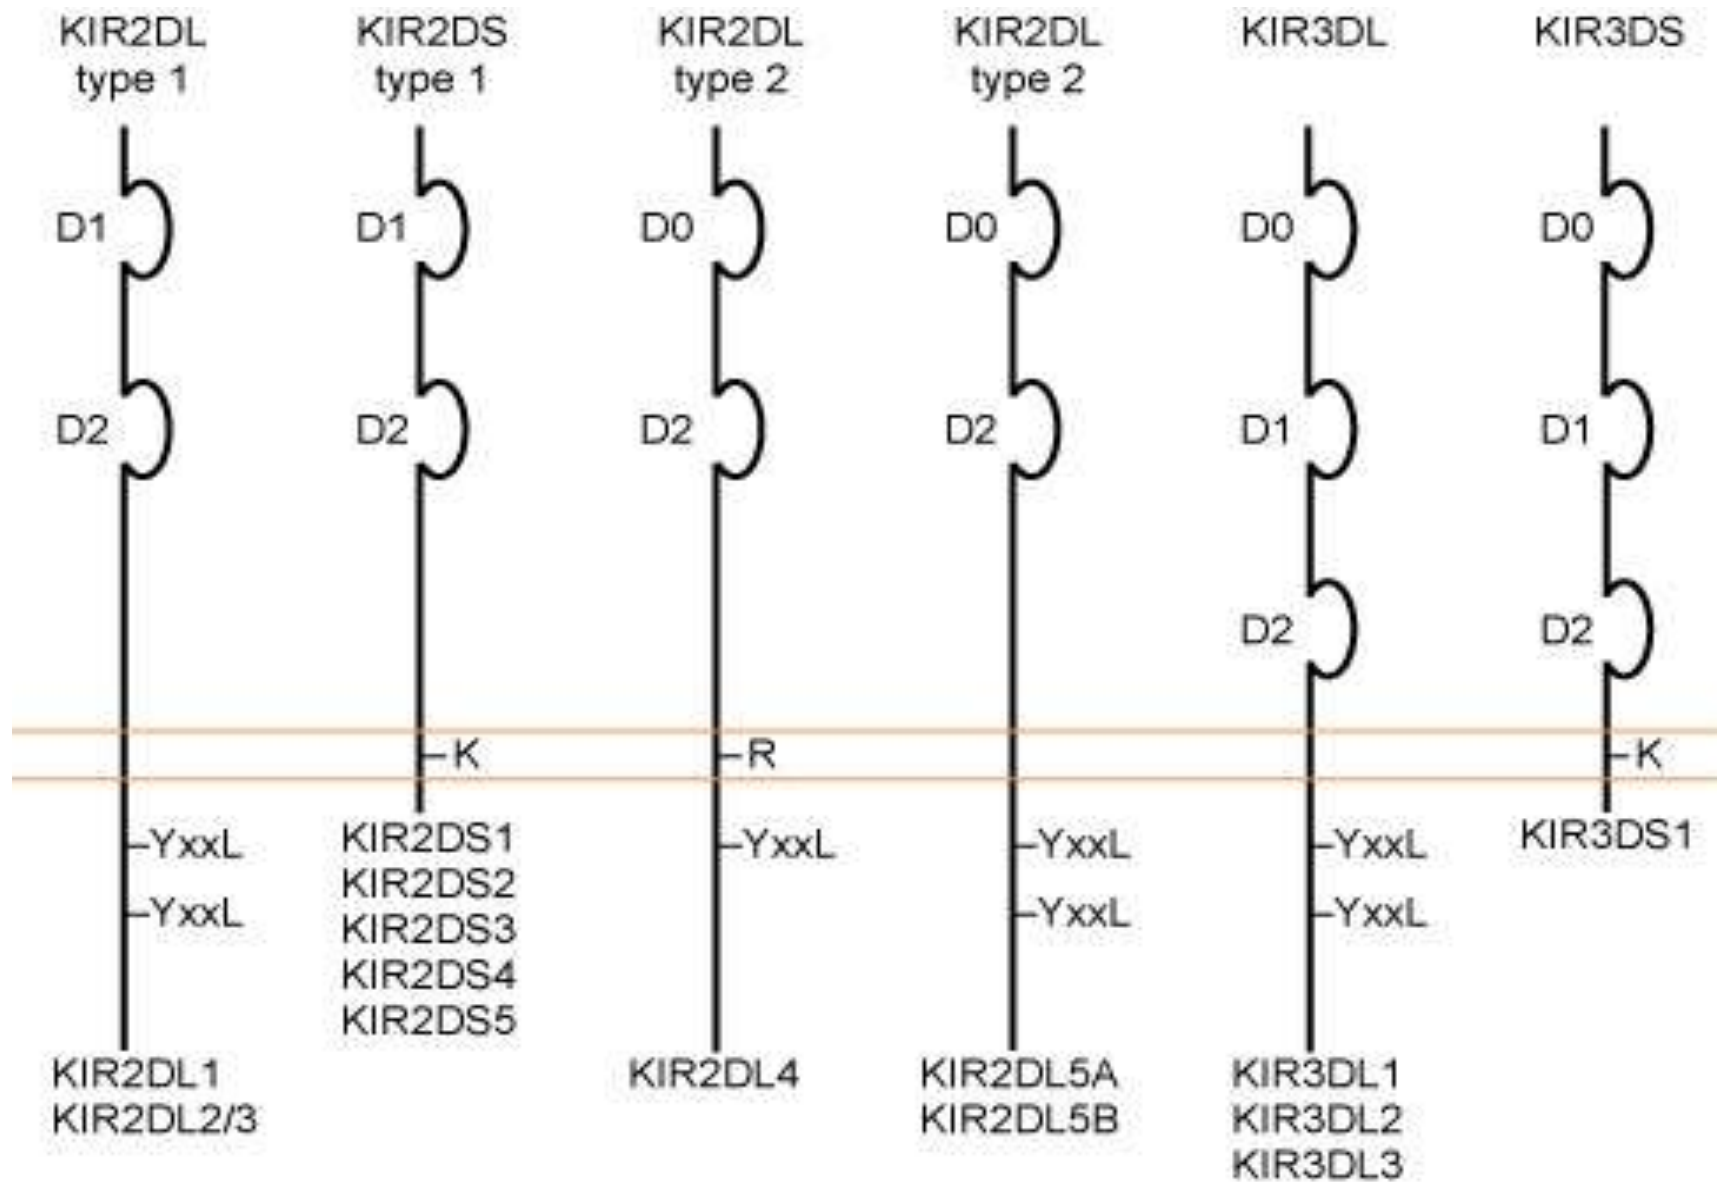 KIR2DL
type 1
KIR2DS
type 1
KIR2DL
type 2
KIR2DL
type 2
KIR3DL
KIR3DS
D1
D1
D0
D0
D0
D0
D2
D2
D2
D2
D1
D1
D2
D2
K
R
K
YxxL
YxxL
YxxL
YxxL
YxxL
YxxL
YxxL
KIR2DL1
KIR2DL2/3
KIR2DS1
KIR2DS2
KIR2DS3
KIR2DS4
KIR2DS5
KIR2DL4
KIR2DL5A
KIR2DL5B
KIR3DL1
KIR3DL2
KIR3DL3
KIR3DS1